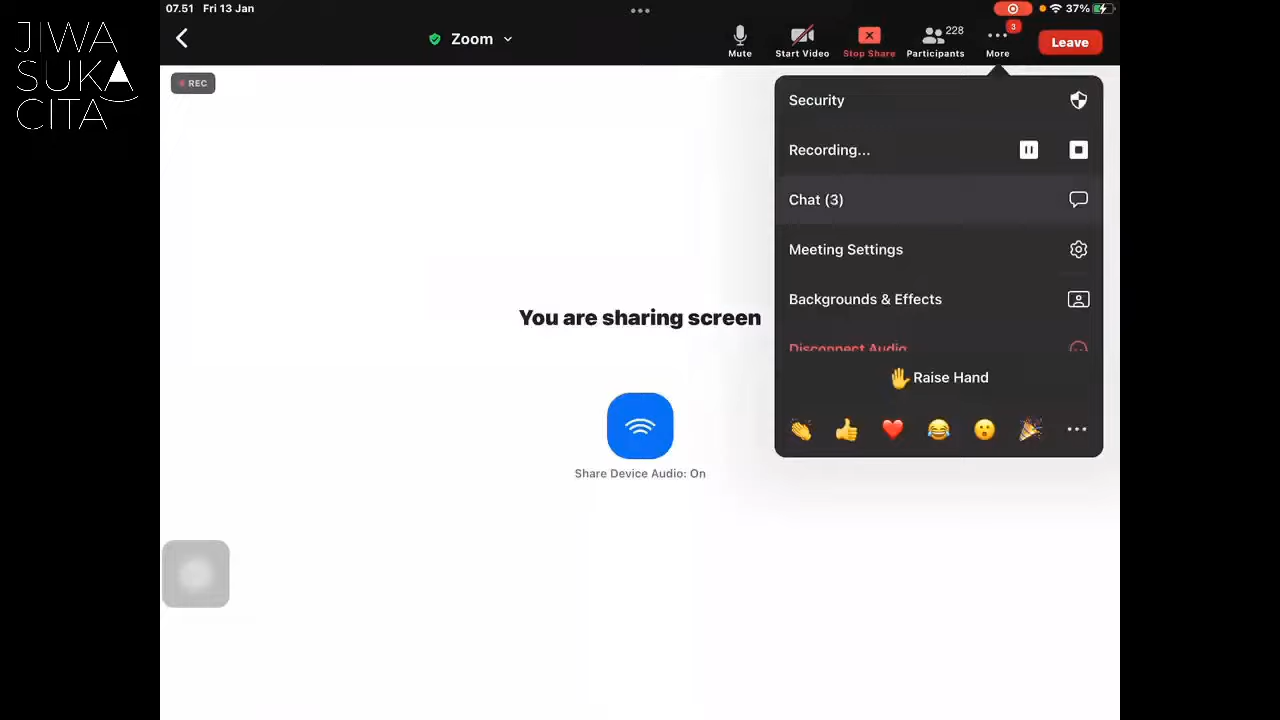 JIWA
SUKA
CITA
07.51 Fri 13 Jan
37%
Zoom
Mute
Start Video
Stop Share
Participants
228
More
3
Leave
REC
Security
Recording...
Chat (3)
Meeting Settings
Backgrounds & Effects
Disconnect Audio
Raise Hand
You are sharing screen
Share Device Audio: On